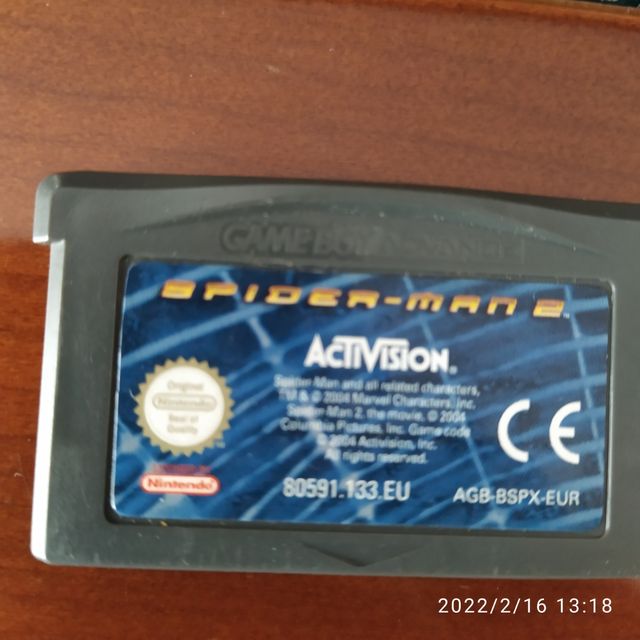 GAME BOY ADVANCE
SPIDER-MAN 2 ™
ACTIVISION®
Spider-Man and all related characters,
TM & © 2004 Marvel Characters, Inc.
Spider-Man 2, the movie, © 2004
Columbia Pictures, Inc. Game code
© 2004 Activision, Inc.
All rights reserved.
Original
Nintendo
Seal of
Quality
Nintendo
80591.133.EU
CE
AGB-BSPX-EUR
2022/2/16 13:18